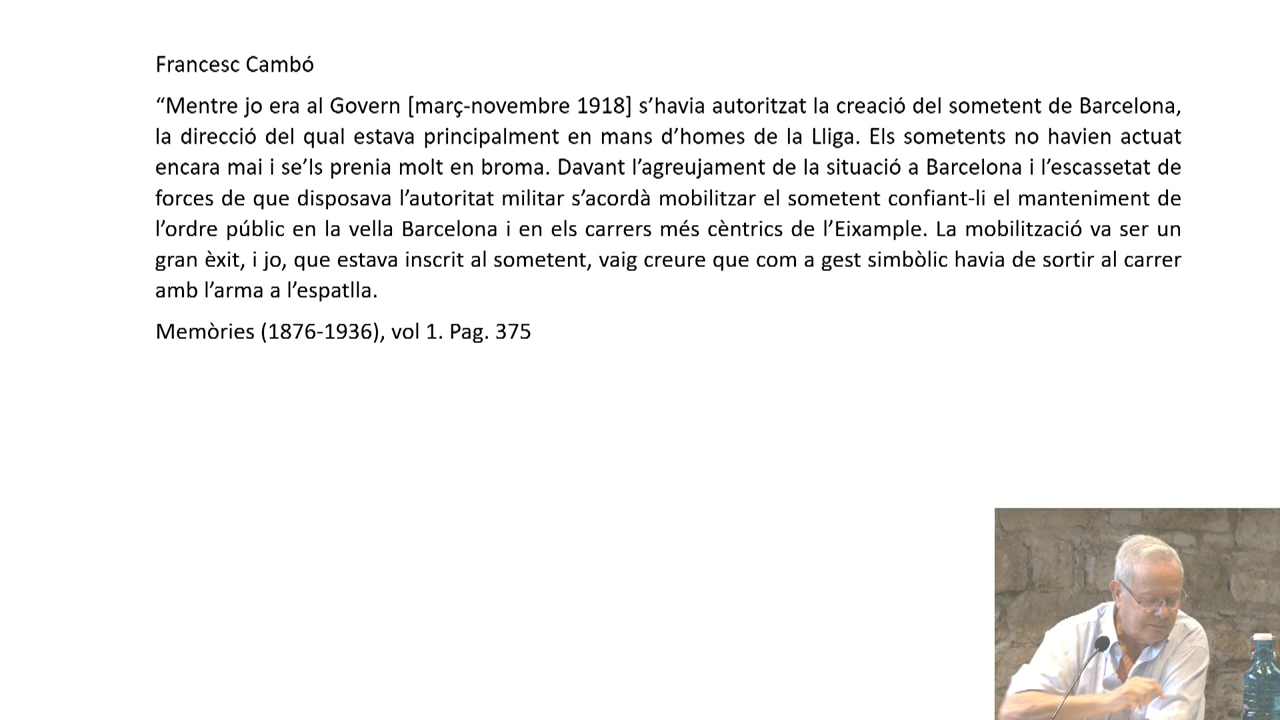 Francesc Cambó
“Mentre jo era al Govern [març-novembre 1918] s’havia autoritzat la creació del sometent de Barcelona,
la direcció del qual estava principalment en mans d’homes de la Lliga. Els sometents no havien actuat
encara mai i se’ls prenia molt en broma. Davant l’agreujament de la situació a Barcelona i l’escassetat de
forces de que disposava l’autoritat militar s’acordà mobilitzar el sometent confiant-li el manteniment de
l’ordre públic en la vella Barcelona i en els carrers més cèntrics de l’Eixample. La mobilització va ser un
gran èxit, i jo, que estava inscrit al sometent, vaig creure que com a gest simbòlic havia de sortir al carrer
amb l’arma a l’espatlla.
Memòries (1876-1936), vol 1. Pag. 375